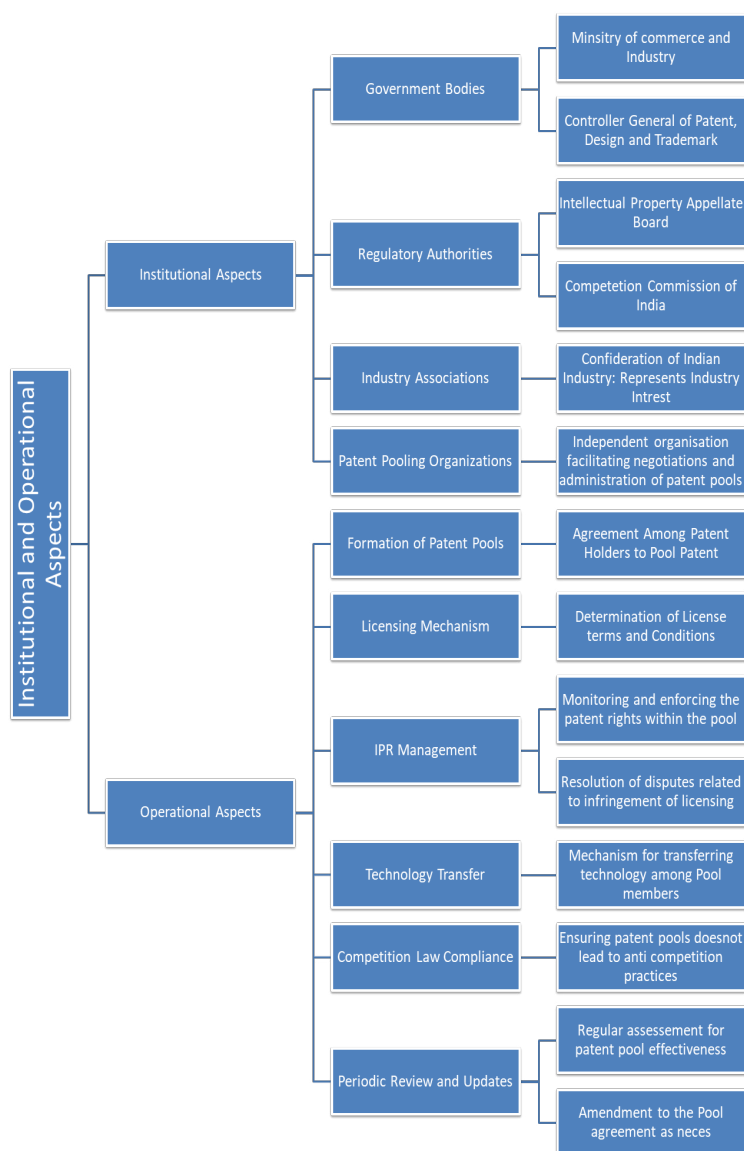 Institutional and Operational
Aspects
Institutional Aspects
Government Bodies
Minsitry of commerce and
Industry
Controller General of Patent,
Design and Trademark
Regulatory Authorities
Intellectual Property Appellate
Board
Competetion Commission of
India
Industry Associations
Confideration of Indian
Industry: Represents Industry
Intrest
Patent Pooling Organizations
Independent organisation
facilitating negotiations and
administration of patent pools
Operational Aspects
Formation of Patent Pools
Agreement Among Patent
Holders to Pool Patent
Licensing Mechanism
Determination of License
terms and Conditions
IPR Management
Monitoring and enforcing the
patent rights within the pool
Resolution of disputes related
to infringement of licensing
Technology Transfer
Mechanism for transferring
technology among Pool
members
Competition Law Compliance
Ensuring patent pools doesnot
lead to anti competition
practices
Periodic Review and Updates
Regular assessement for
patent pool effectiveness
Amendment to the Pool
agreement as neces